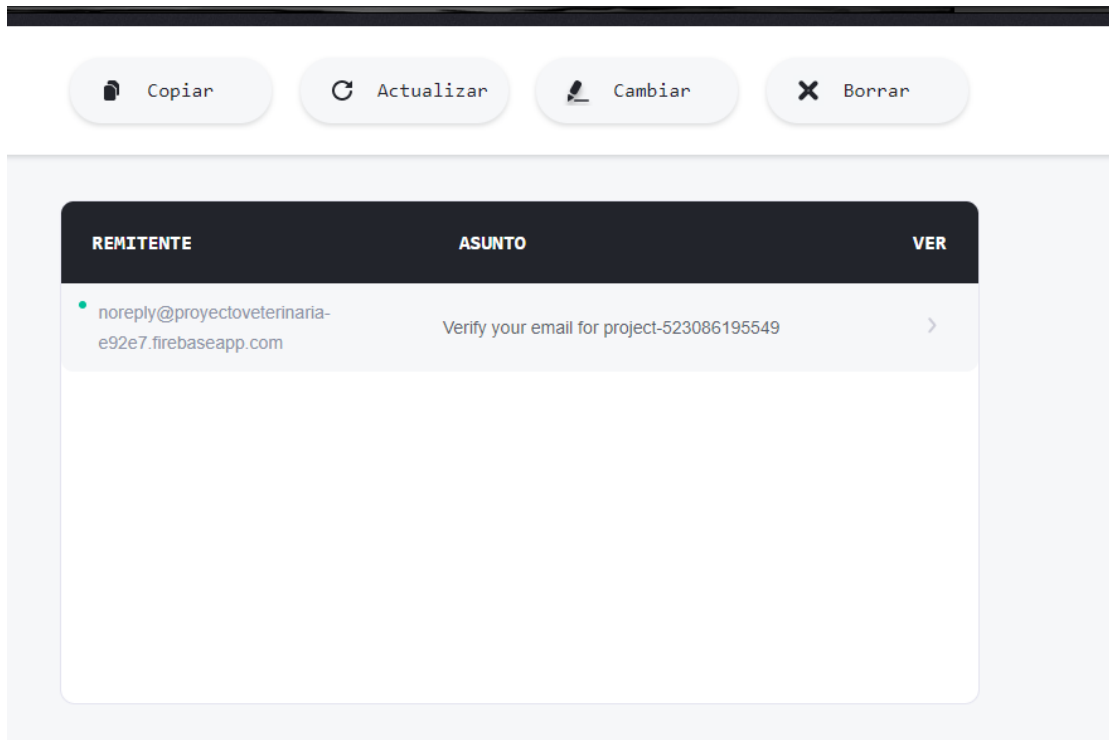 Copiar
Actualizar
Cambiar
Borrar
REMITENTE
ASUNTO
VER
noreply@proyectoveterinaria-
e92e7.firebaseapp.com
Verify your email for project-523086195549